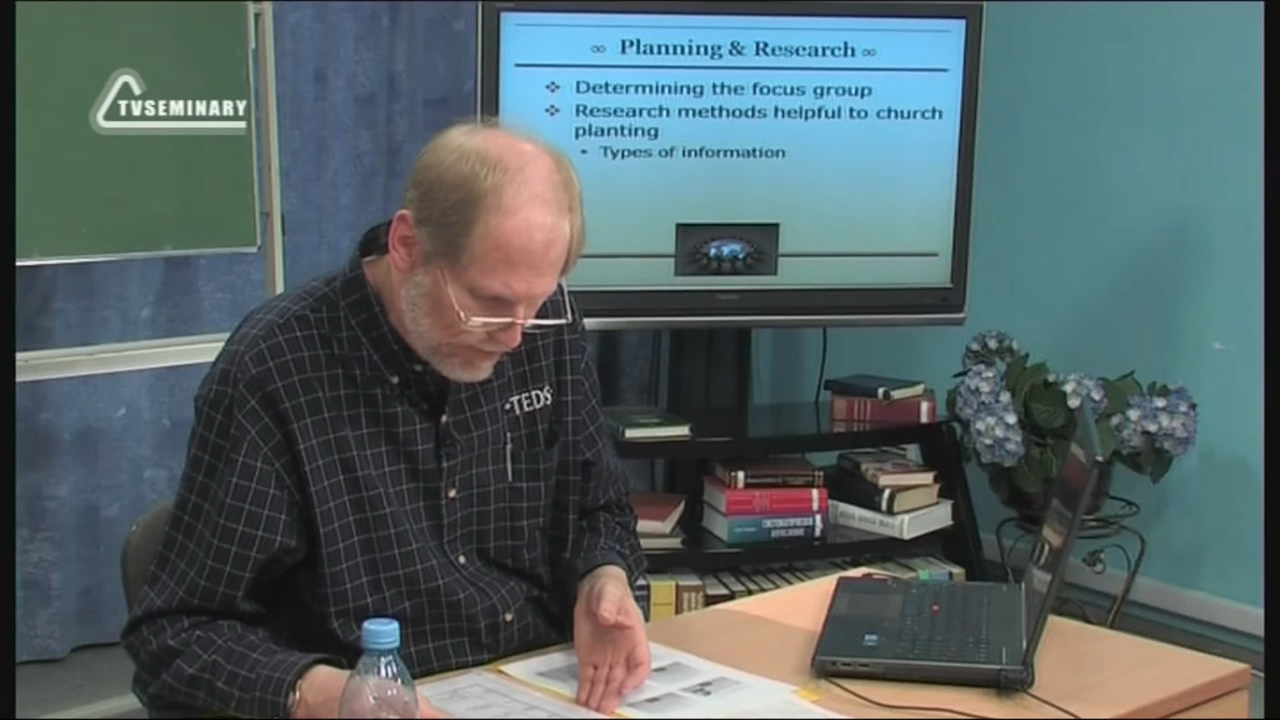 TVSEMINARY
∞ Planning & Research ∞
❖ Determining the focus group
❖ Research methods helpful to church
planting
• Types of information
TEDS